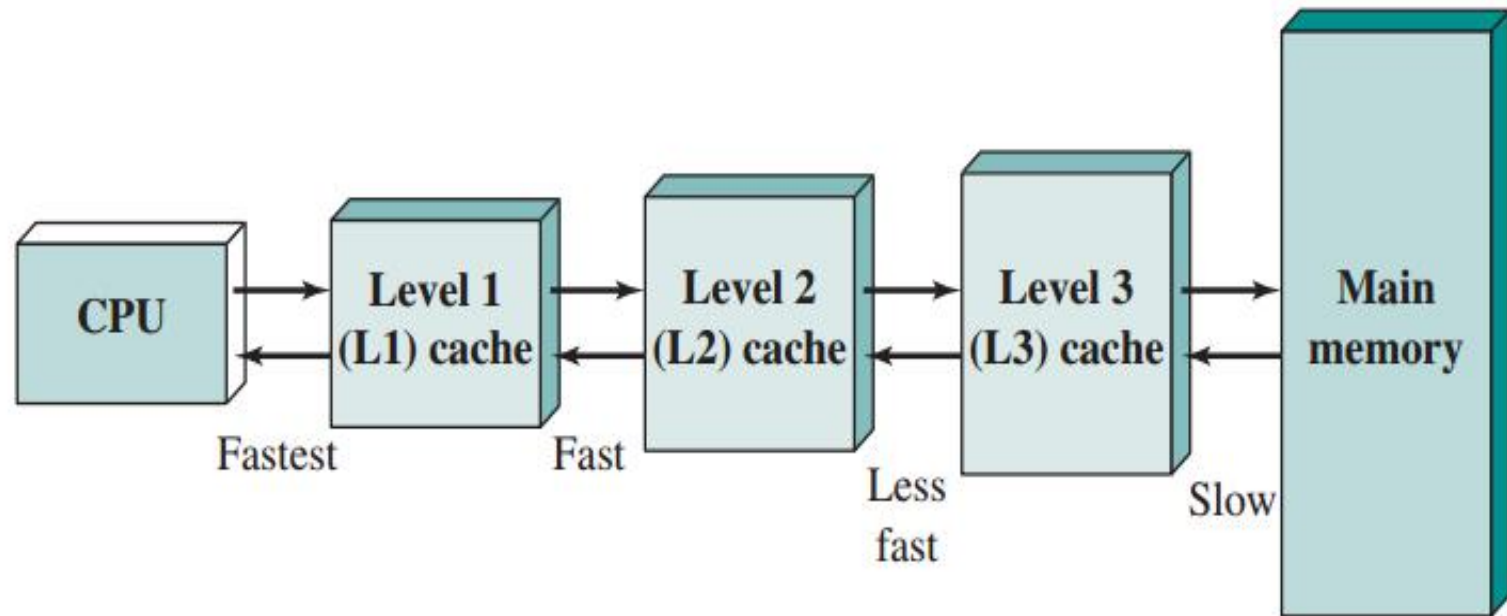 CPU
Level 1
(L1) cache
Level 2
(L2) cache
Level 3
(L3) cache
Main
memory
Fastest
Fast
Less
fast
Slow